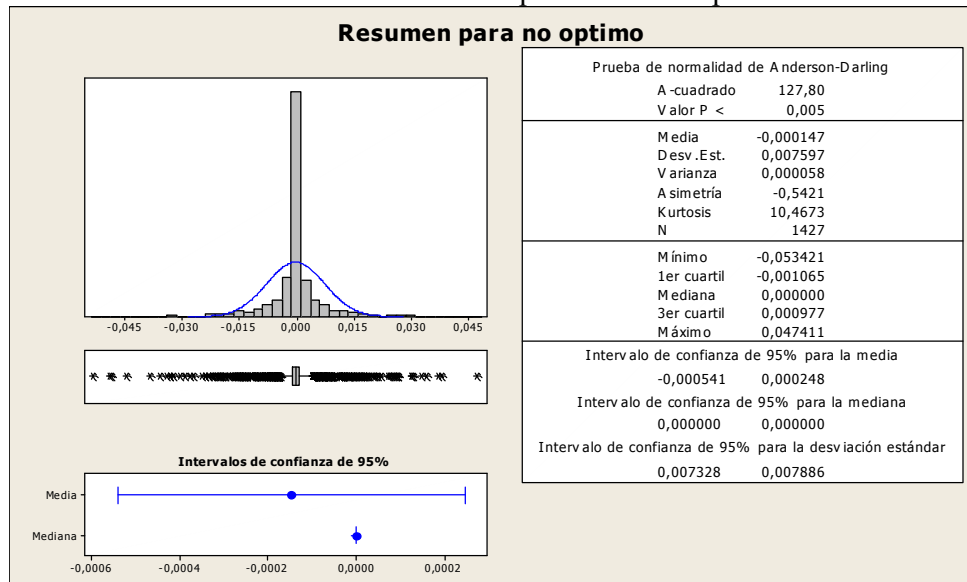 Resumen para no optimo
-0,045 -0,030 -0,015 0,000 0,015 0,030 0,045
Intervalos de confianza de 95%
Media
Mediana
-0,0006 -0,0004 -0,0002 0,0000 0,0002
Prueba de normalidad de Anderson-Darling
A-cuadrado 127,80
Valor P < 0,005
Media -0,000147
Desv.Est. 0,007597
Varianza 0,000058
Asimetría -0,5421
Kurtosis 10,4673
N 1427
Mínimo -0,053421
1er cuartil -0,001065
Mediana 0,000000
3er cuartil 0,000977
Máximo 0,047411
Intervalo de confianza de 95% para la media
-0,000541 0,000248
Intervalo de confianza de 95% para la mediana
0,000000 0,000000
Intervalo de confianza de 95% para la desviación estándar
0,007328 0,007886